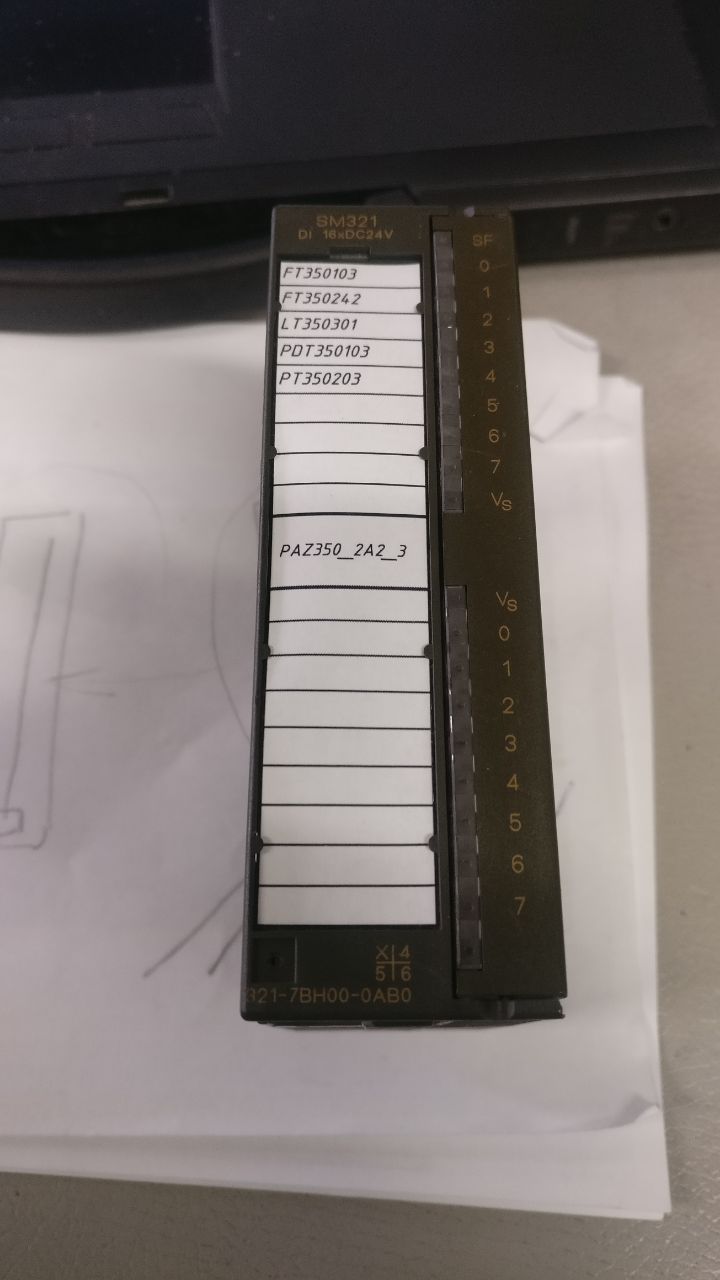 SM321
DI 16xDC24V
FT350103
FT350242
LT350301
PDT350103
PT350203
PAZ350_2A2_3
SF
0
1
2
3
4
5
6
7
Vs
Vs
0
1
2
3
4
5
6
7
X 4
5 6
321-7BH00-0AB0